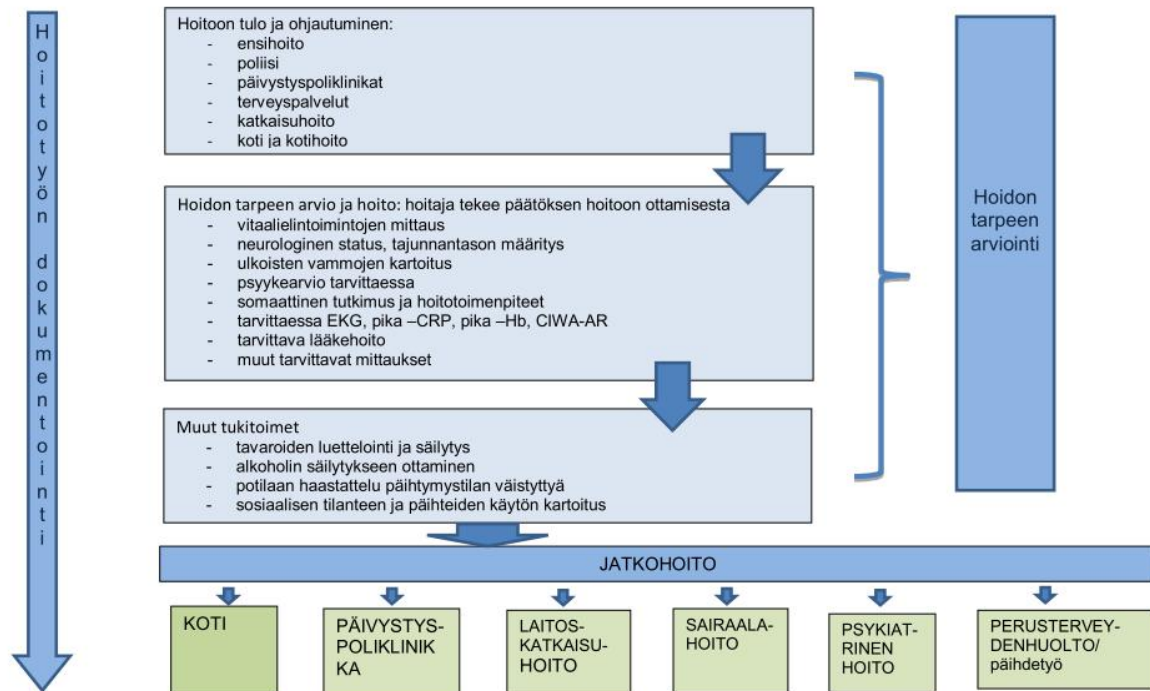 Hoitotyön dokumentointi
Hoitoon tulo ja ohjautuminen:
- ensihoito
- poliisi
- päivystyspoliklinikat
- terveyspalvelut
- katkaisuhoito
- koti ja kotihoito
Hoidon tarpeen arvio ja hoito: hoitaja tekee päätöksen hoitoon ottamisesta
- vitaalielintoimintojen mittaus
- neurologinen status, tajunnantason määritys
- ulkoisten vammojen kartoitus
- psyykearvio tarvittaessa
- somaattinen tutkimus ja hoitotoimenpiteet
- tarvittaessa EKG, pika –CRP, pika –Hb, CIWA-AR
- tarvittava lääkehoito
- muut tarvittavat mittaukset
Muut tukitoimet
- tavaroiden luettelointi ja säilytys
- alkoholin säilytykseen ottaminen
- potilaan haastattelu päihtymystilan väistyttyä
- sosiaalisen tilanteen ja päihteiden käytön kartoitus
Hoidon
tarpeen
arviointi
JATKOHOITO
KOTI
PÄIVYSTYS-
POLIKLINIK
KA
LAITOS-
KATKAISU-
HOITO
SAIRAALA-
HOITO
PSYKIAT-
RINEN
HOITO
PERUSTERVEY-
DENHUOLTO/
päihdetyö